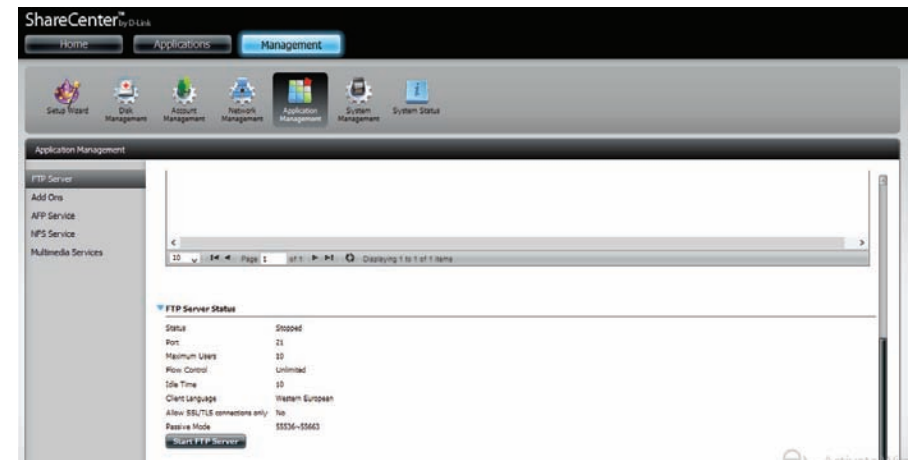 ShareCenter™ by D-Link
Home Applications Management
Setup Wizard Disk Management Account Management Network Management Application Management System Management System Status
Application Management
FTP Server
Add Ons
AFP Service
NFS Service
Multimedia Services
10 Page 1 of 1 Displaying 1 to 1 of 1 items
FTP Server Status
Status Stopped
Port 21
Maximum Users 10
Flow Control Unlimited
Idle Time 10
Client Language Western European
Allow SSL/TLS connections only No
Passive Mode 55536~55663
Start FTP Server